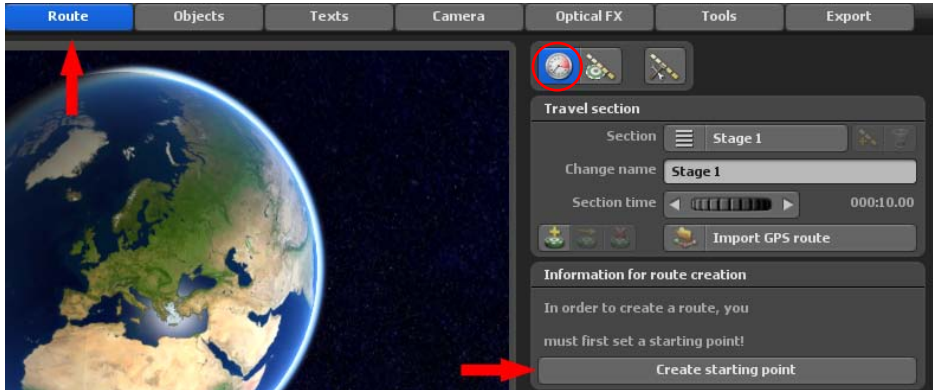 Route Objects Texts Camera Optical FX Tools Export
Travel section
Section Stage 1
Change name Stage 1
Section time 000:10.00
Import GPS route
Information for route creation
In order to create a route, you
must first set a starting point!
Create starting point